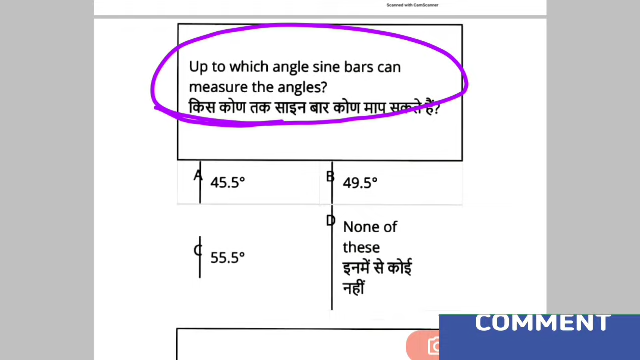 Scanned with CamScanner
Up to which angle sine bars can
measure the angles?
किस कोण तक साइन बार कोण माप सकते हैं?
A 45.5°
B 49.5°
C 55.5°
D None of
these
इनमें से कोई
नहीं
COMMENT